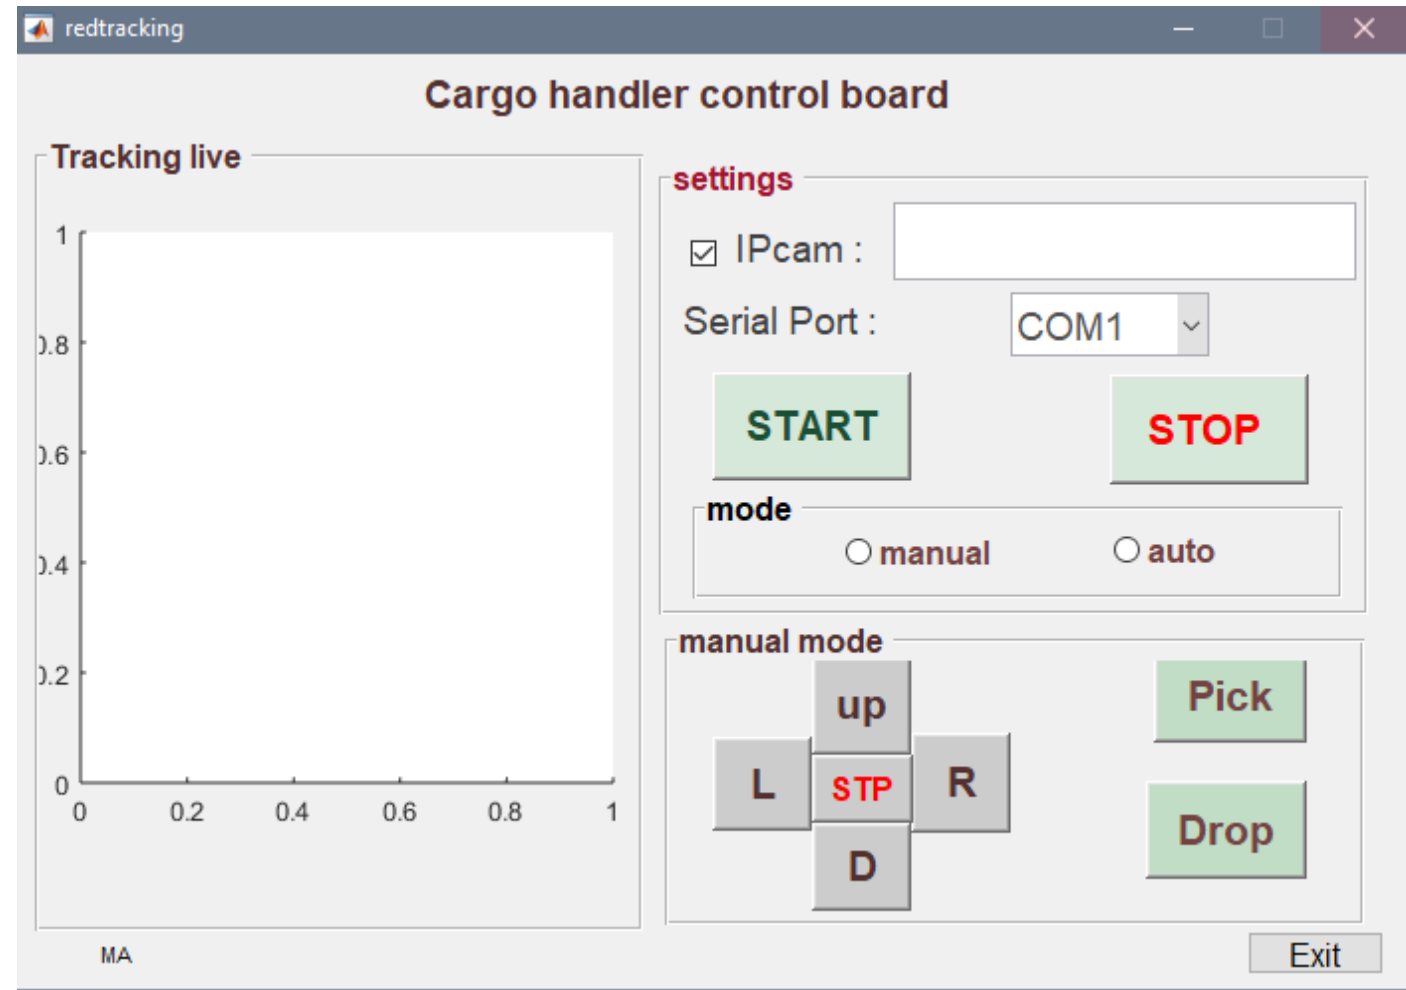 redtracking
Cargo handler control board
Tracking live
1
0.8
0.6
0.4
0.2
0
0 0.2 0.4 0.6 0.8 1
settings
IPcam :
Serial Port : COM1
START STOP
mode
manual auto
manual mode
up
L STP R
D
Pick
Drop
MA
Exit